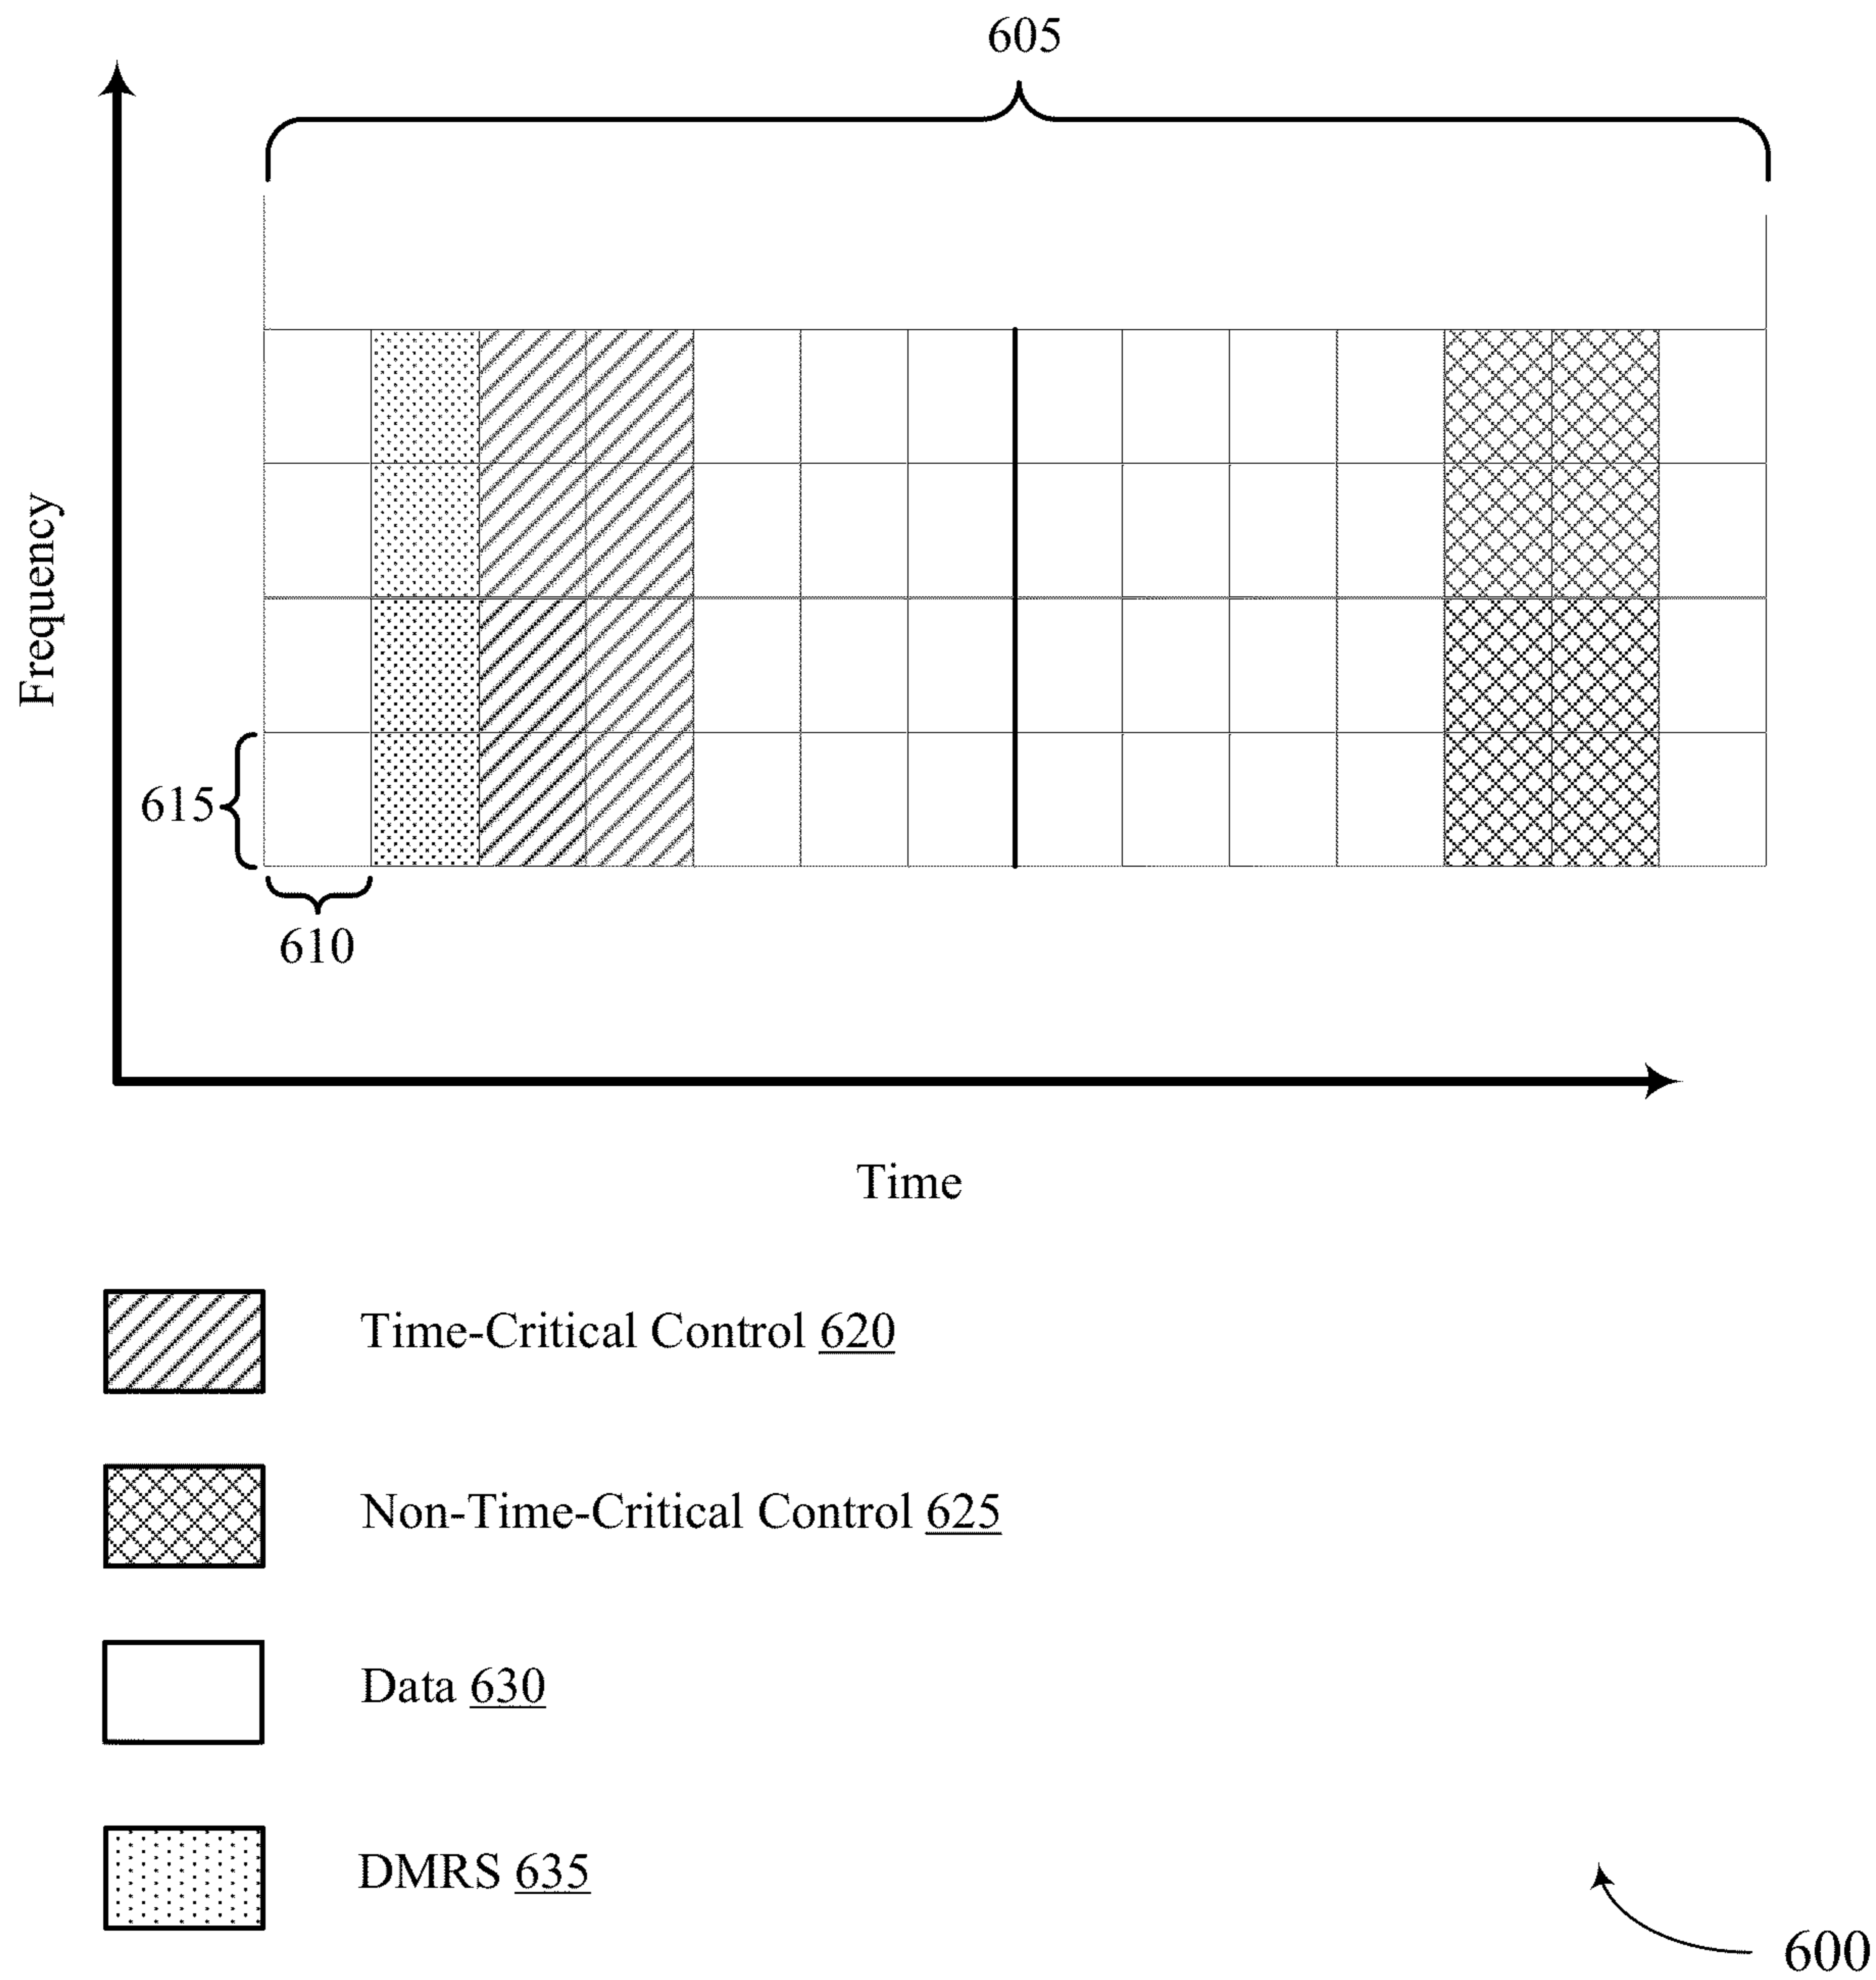 605
Frequency
615
610
Time
Time-Critical Control 620
Non-Time-Critical Control 625
Data 630
DMRS 635
600